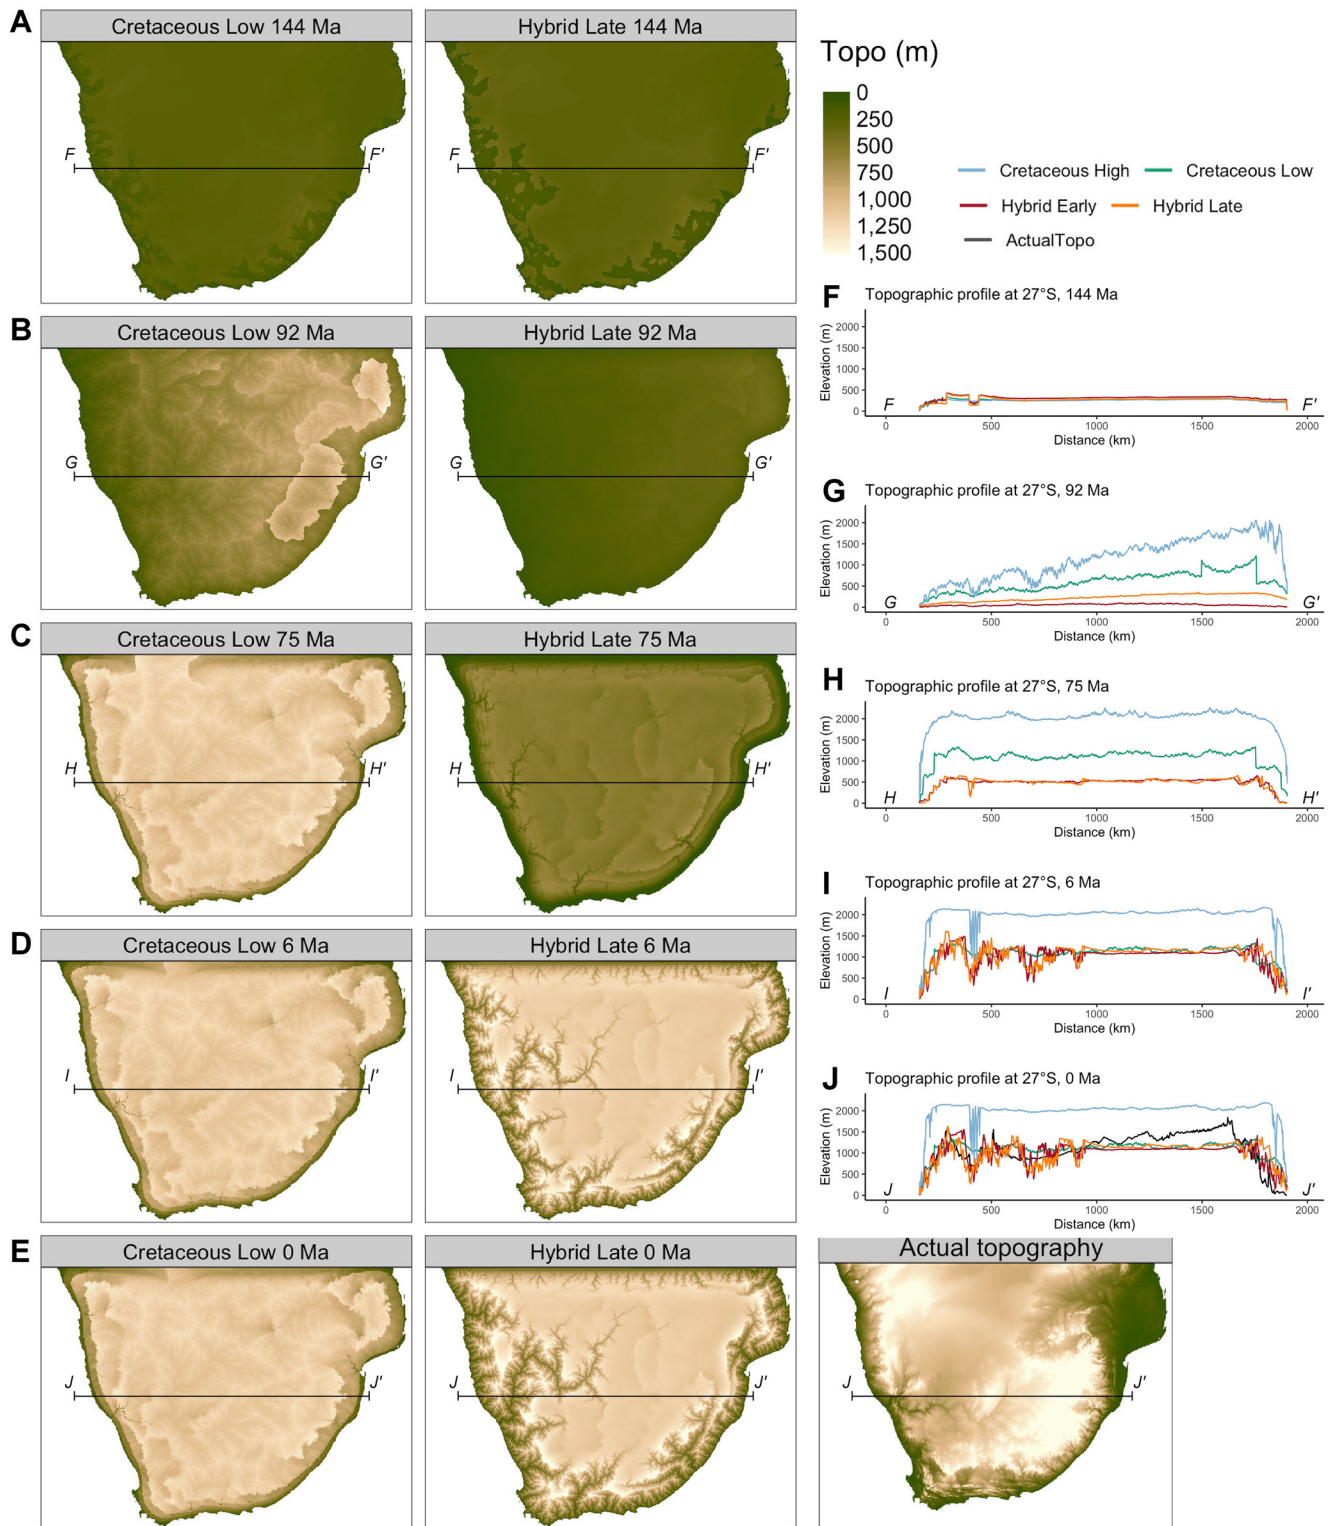 A
Cretaceous Low 144 Ma
Hybrid Late 144 Ma
F
F'
F
F'
Topo (m)
0
250
500
750
1,000
1,250
1,500
Cretaceous High
Cretaceous Low
Hybrid Early
Hybrid Late
ActualTopo
F
Topographic profile at 27°S, 144 Ma
Elevation (m)
2000
1500
1000
500
0
F
F'
0
500
1000
1500
2000
Distance (km)
B
Cretaceous Low 92 Ma
Hybrid Late 92 Ma
G
G'
G
G'
G
Topographic profile at 27°S, 92 Ma
Elevation (m)
2000
1500
1000
500
0
G
G'
0
500
1000
1500
2000
Distance (km)
C
Cretaceous Low 75 Ma
Hybrid Late 75 Ma
H
H'
H
H'
H
Topographic profile at 27°S, 75 Ma
Elevation (m)
2000
1500
1000
500
0
H
H'
0
500
1000
1500
2000
Distance (km)
D
Cretaceous Low 6 Ma
Hybrid Late 6 Ma
I
I'
I
I'
I
Topographic profile at 27°S, 6 Ma
Elevation (m)
2000
1500
1000
500
0
I
I'
0
500
1000
1500
2000
Distance (km)
J
Topographic profile at 27°S, 0 Ma
Elevation (m)
2000
1500
1000
500
0
J
J'
0
500
1000
1500
2000
Distance (km)
E
Cretaceous Low 0 Ma
Hybrid Late 0 Ma
Actual topography
J
J'
J
J'
J
J'